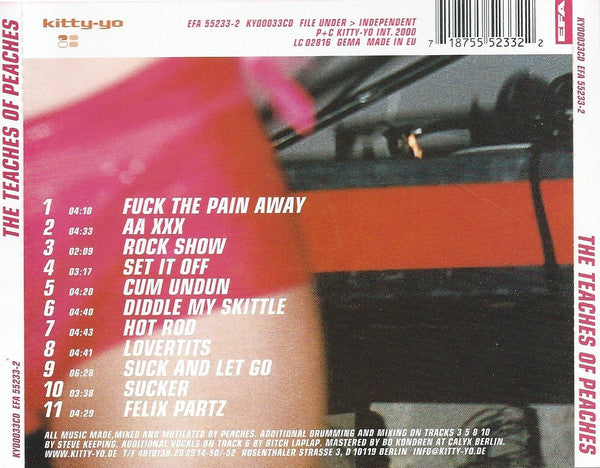 THE TEACHES OF PEACHES
KYOO033CD EFA 55233-2
kitty-yo
EFA 55233-2 KYOO033CD FILE UNDER > INDEPENDENT
P+C KITTY-YO INT. 2000
LC 02816 GEMA MADE IN EU
7 18755 52332 2
EFA
KYOO033CD EFA 55233-2
THE TEACHES OF PEACHES
1 04:10 FUCK THE PAIN AWAY
2 04:33 AA XXX
3 02:09 ROCK SHOW
4 03:17 SET IT OFF
5 04:20 CUM UNDUN
6 04:40 DIDDLE MY SKITTLE
7 04:43 HOT ROD
8 04:41 LOVERTITS
9 06:28 SUCK AND LET GO
10 03:38 SUCKER
11 04:29 FELIX PARTZ
ALL MUSIC MADE,MIXED AND MUTILATED BY PEACHES. ADDITIONAL DRUMMING AND MIXING ON TRACKS 3 5 8 10
BY STEVE KEEPING. ADDITIONAL VOCALS ON TRACK 6 BY BITCH LAPLAP. MASTERED BY BO KONDREN AT CALYX BERLIN.
WWW.KITTY-YO.DE T/F 49(0)30.283914-50/-52 ROSENTHALER STRASSE 3, D 10119 BERLIN INFO@KITTY-YO.DE